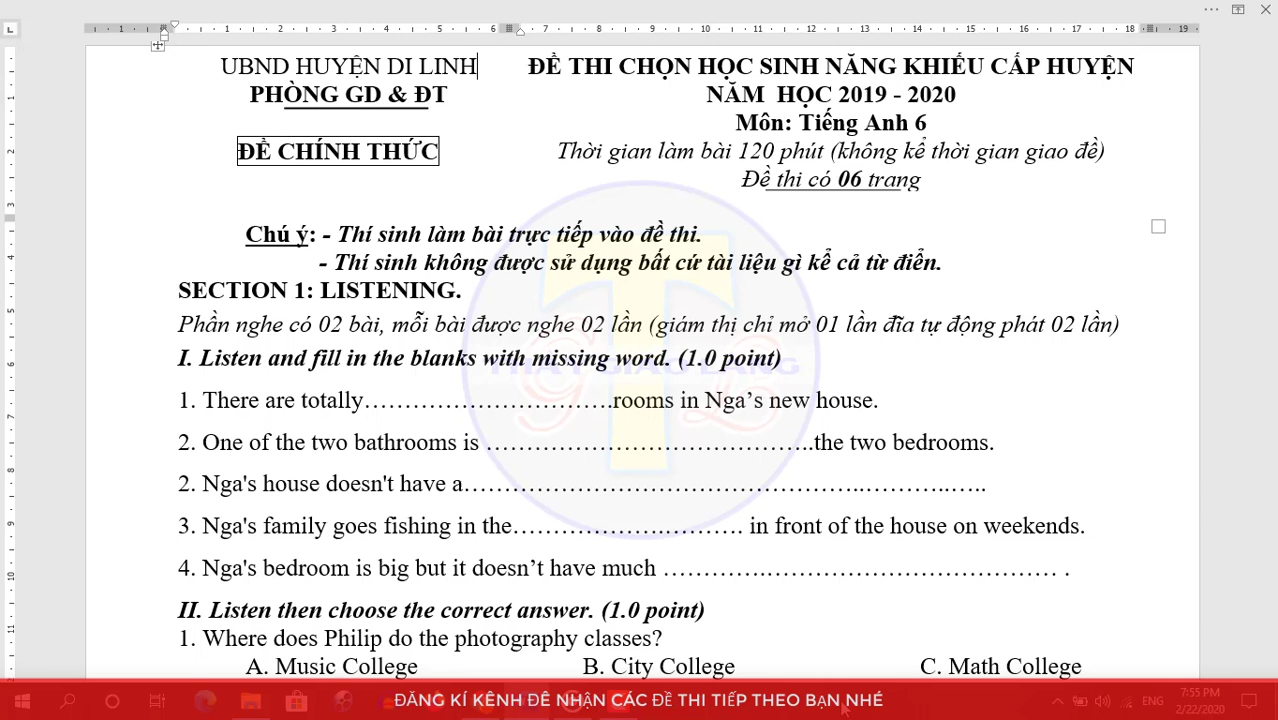 UBND HUYỆN DI LINH
PHÒNG GD & ĐT
ĐỀ CHÍNH THỨC
ĐỀ THI CHỌN HỌC SINH NĂNG KHIẾU CẤP HUYỆN
NĂM HỌC 2019 - 2020
Môn: Tiếng Anh 6
Thời gian làm bài 120 phút (không kể thời gian giao đề)
Đề thi có 06 trang
Chú ý: - Thí sinh làm bài trực tiếp vào đề thi.
- Thí sinh không được sử dụng bất cứ tài liệu gì kể cả từ điển.
SECTION 1: LISTENING.
Phần nghe có 02 bài, mỗi bài được nghe 02 lần (giám thị chỉ mở 01 lần đĩa tự động phát 02 lần)
I. Listen and fill in the blanks with missing word. (1.0 point)
1. There are totally………………………….rooms in Nga’s new house.
2. One of the two bathrooms is …………………………………..the two bedrooms.
2. Nga's house doesn't have a…………………………………………..………..…..
3. Nga's family goes fishing in the……………….………. in front of the house on weekends.
4. Nga's bedroom is big but it doesn’t have much ………….……………………………… .
II. Listen then choose the correct answer. (1.0 point)
1. Where does Philip do the photography classes?
A. Music College B. City College C. Math College
ĐĂNG KÍ KÊNH ĐỂ NHẬN CÁC ĐỀ THI TIẾP THEO BẠN NHÉ
ENG
7:55 PM
2/22/2020